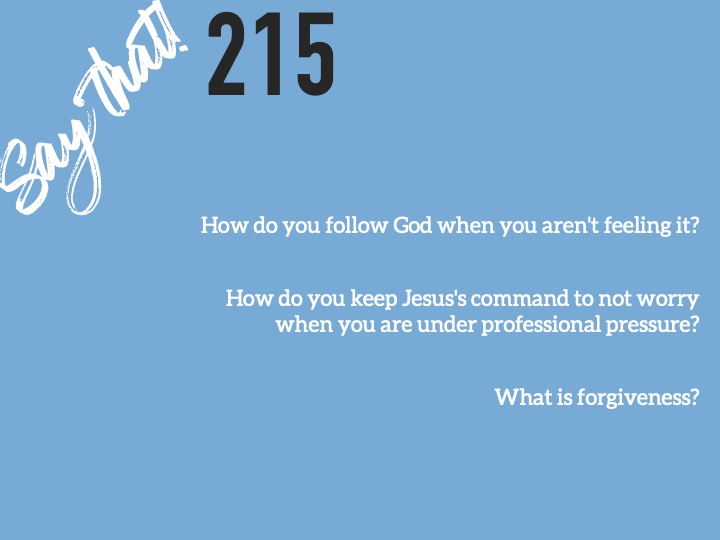 Say that!
215
How do you follow God when you aren't feeling it?
How do you keep Jesus's command to not worry
when you are under professional pressure?
What is forgiveness?